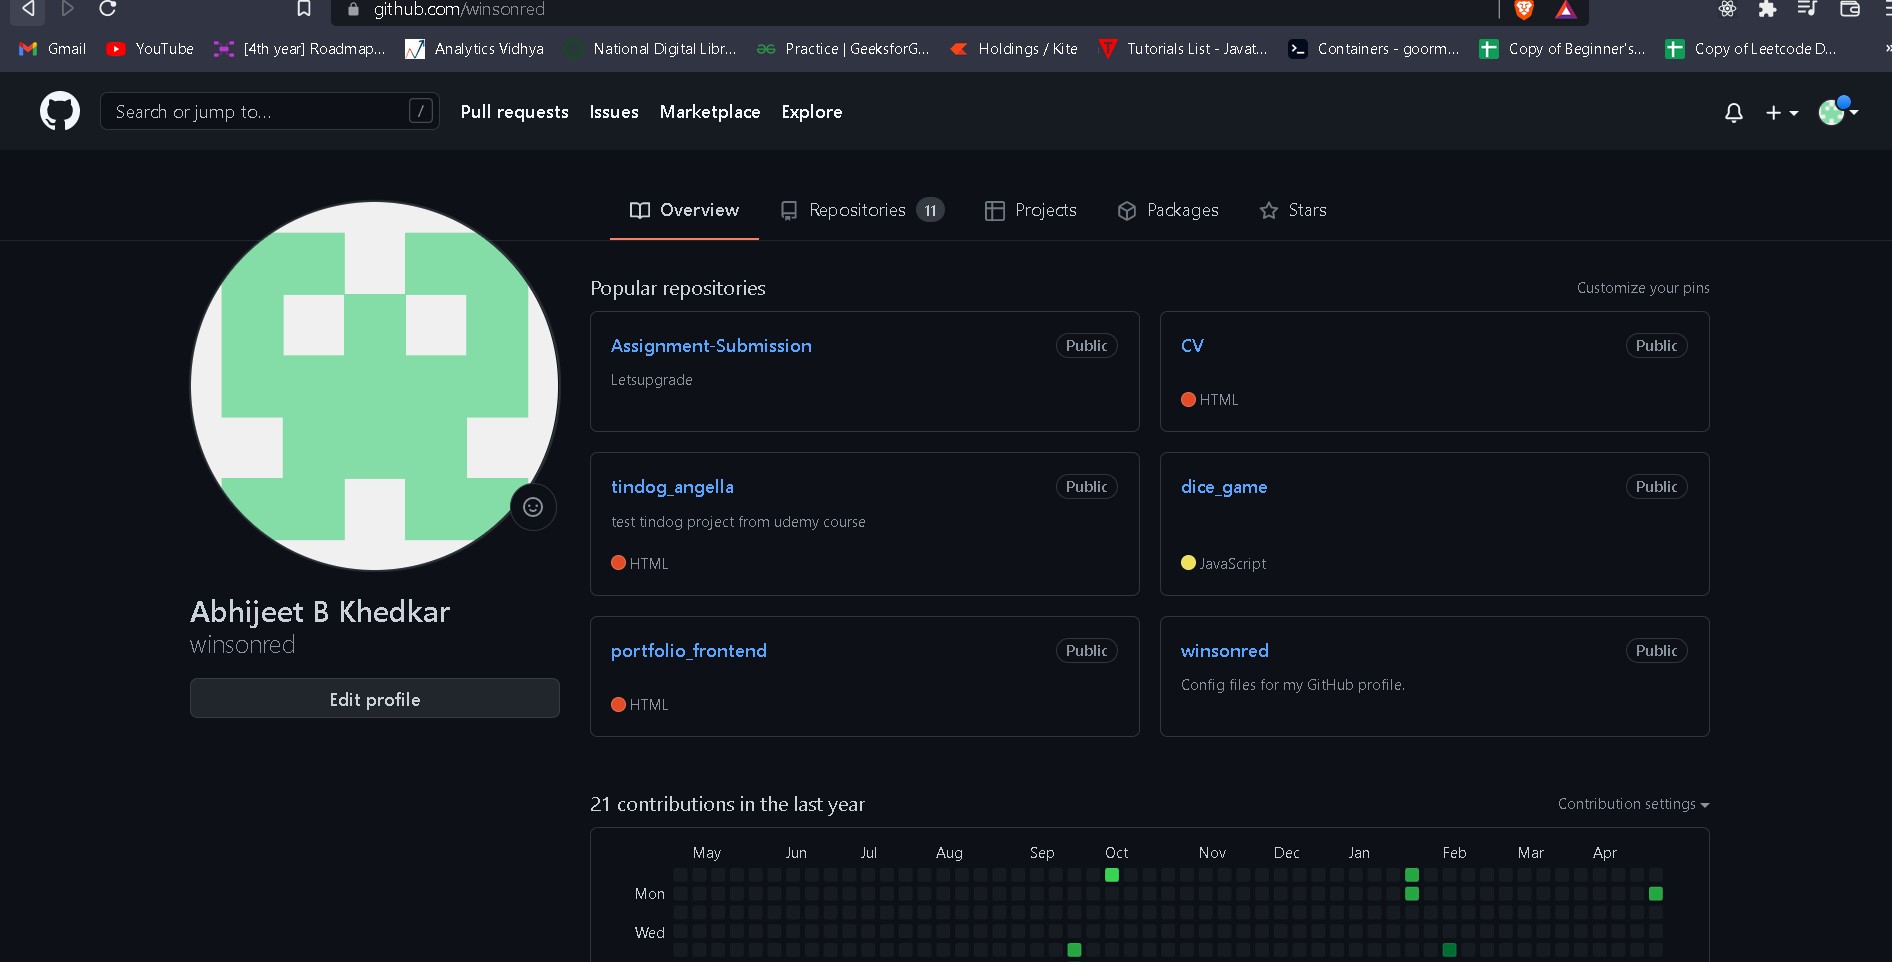 github.com/winsonred
Gmail YouTube [4th year] Roadmap... Analytics Vidhya National Digital Libr... Practice | GeeksforG... Holdings / Kite Tutorials List - Javat... Containers - goorm... Copy of Beginner's... Copy of Leetcode D... »
Search or jump to... / Pull requests Issues Marketplace Explore
Overview Repositories 11 Projects Packages Stars
Popular repositories Customize your pins
Assignment-Submission Public
Letsupgrade
CV Public
HTML
tindog_angella Public
test tindog project from udemy course
HTML
dice_game Public
JavaScript
Abhijeet B Khedkar
winsonred
Edit profile
portfolio_frontend Public
HTML
winsonred Public
Config files for my GitHub profile.
21 contributions in the last year Contribution settings
May Jun Jul Aug Sep Oct Nov Dec Jan Feb Mar Apr
Mon
Wed